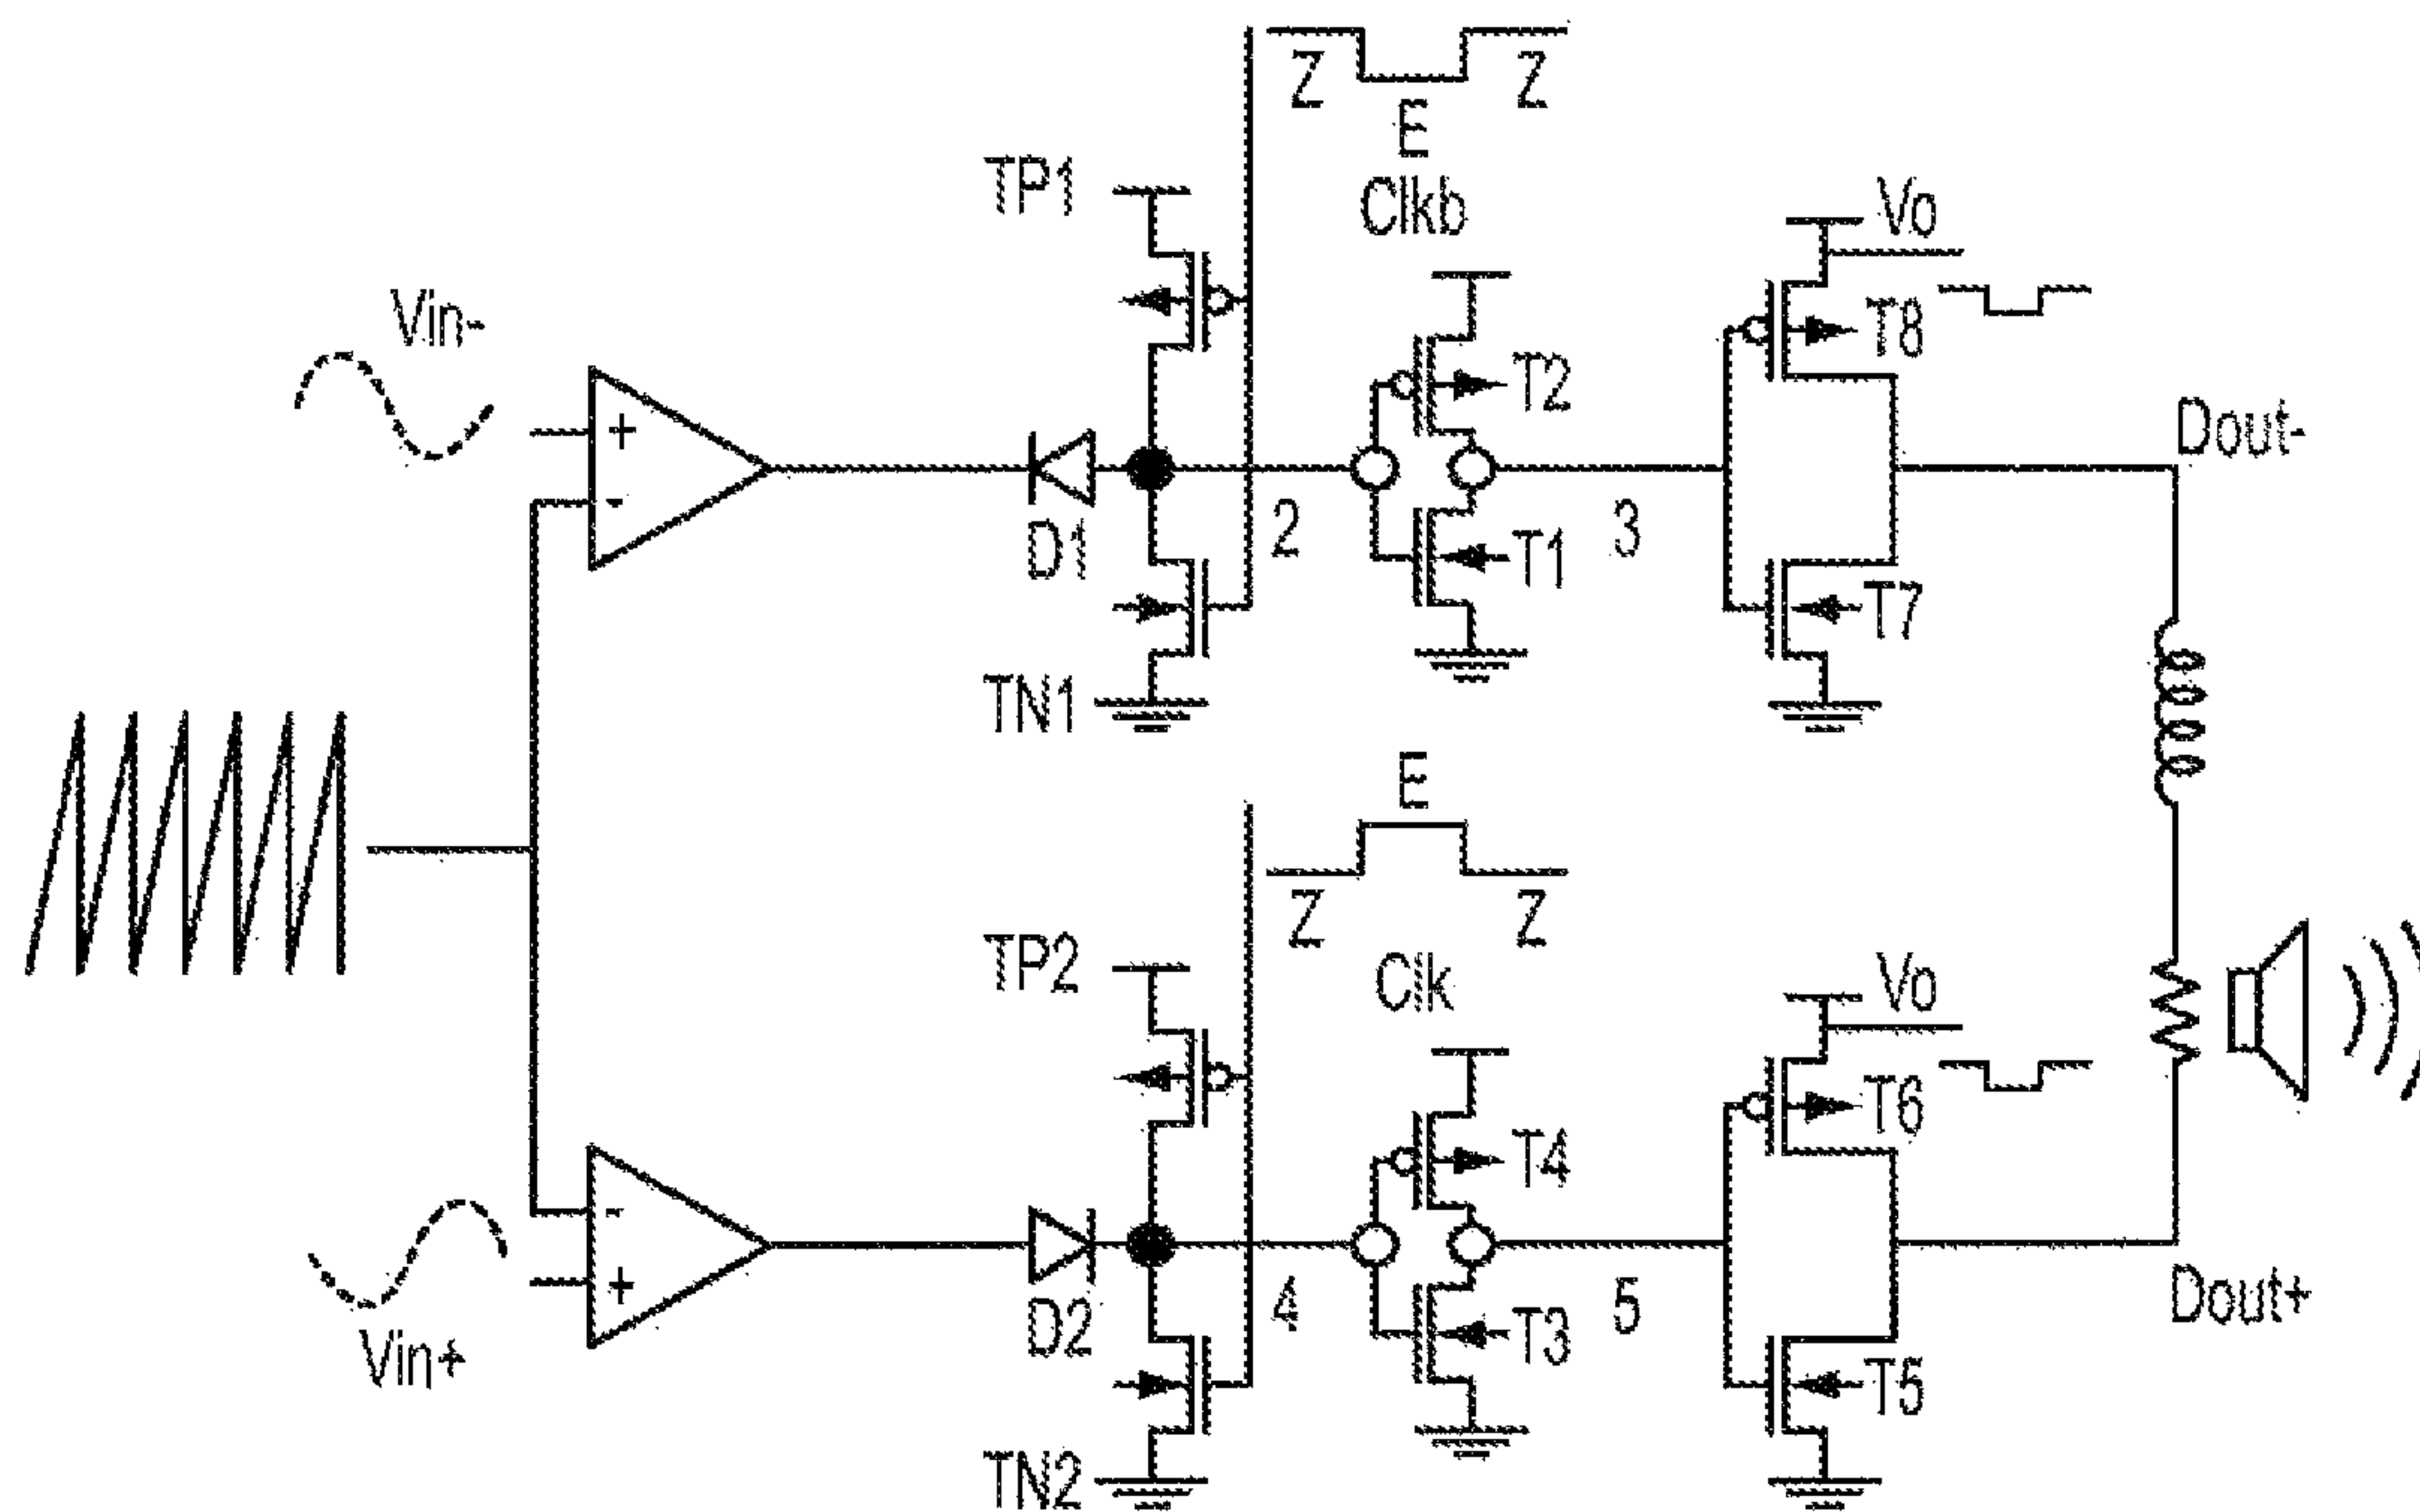 Z Z
E
Clkb
TP1
Vo
Vin-
T8
T2
Dout-
+
-
D1
2
T1
3
T7
TN1
E
Z Z
Clk
TP2
Vo
T6
T4
-
+
D2
4
T3
5
Dout+
Vin+
T5
TN2